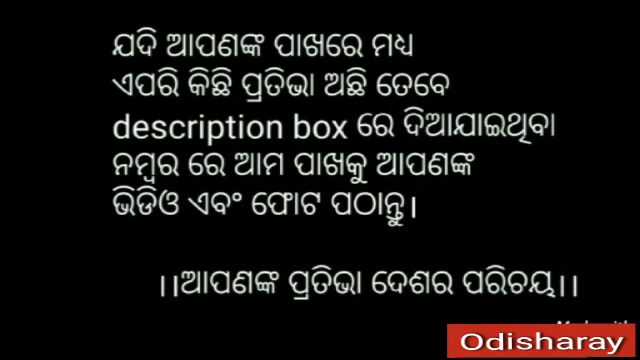 ଯଦି ଆପଣଙ୍କ ପାଖରେ ମଧ୍ୟ
ଏପରି କିଛି ପ୍ରତିଭା ଅଛି ତେବେ
description box ରେ ଦିଆଯାଇଥିବା
ନମ୍ବର ରେ ଆମ ପାଖକୁ ଆପଣଙ୍କ
ଭିଡିଓ ଏବଂ ଫୋଟ ପଠାନ୍ତୁ।
।।ଆପଣଙ୍କ ପ୍ରତିଭା ଦେଶର ପରିଚୟ।।
Odisharay